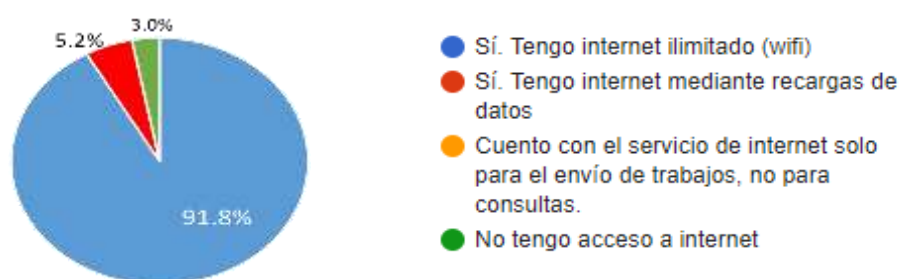 3.0%
5.2%
91.8%
Sí. Tengo internet ilimitado (wifi)
Sí. Tengo internet mediante recargas de
datos
Cuento con el servicio de internet solo
para el envío de trabajos, no para
consultas.
No tengo acceso a internet